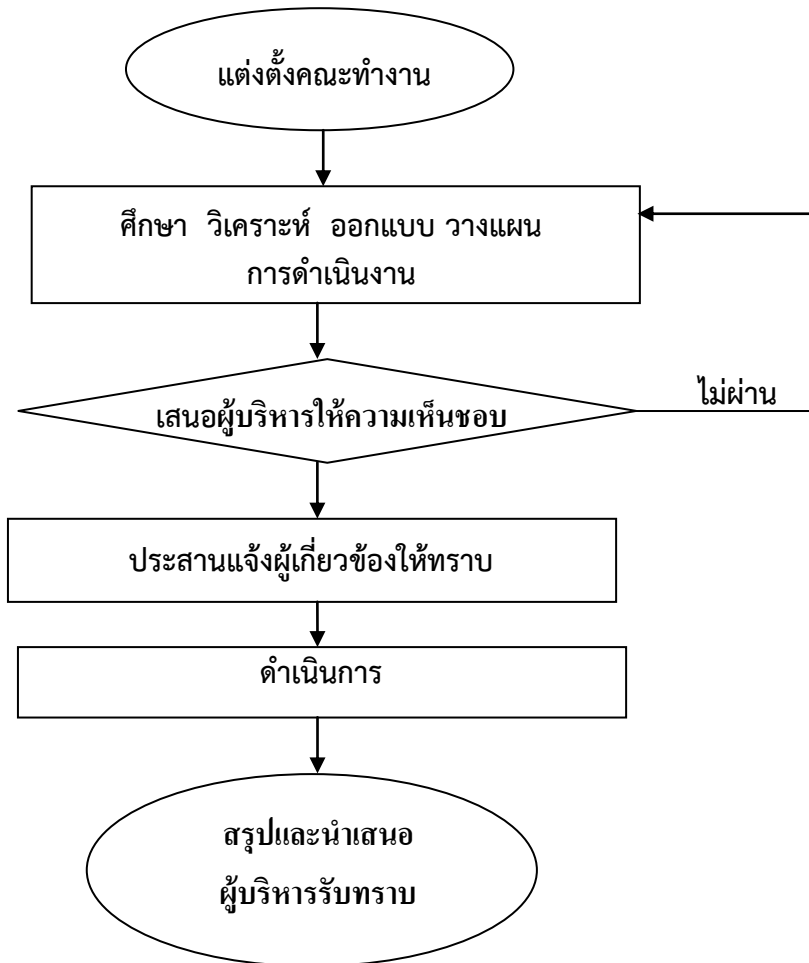 แต่งตั้งคณะทำงาน
ศึกษา วิเคราะห์ ออกแบบ วางแผน
การดำเนินงาน
เสนอผู้บริหารให้ความเห็นชอบ
ไม่ผ่าน
ประสานแจ้งผู้เกี่ยวข้องให้ทราบ
ดำเนินการ
สรุปและนำเสนอ
ผู้บริหารรับทราบ